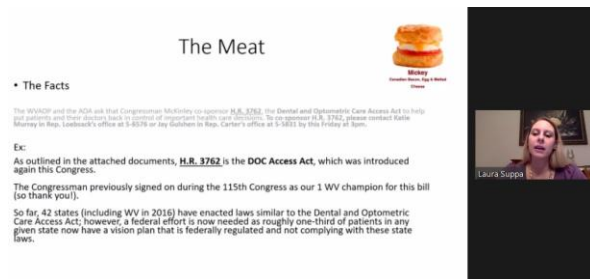 The Meat
Mickey
Canadian Bacon, Egg & Melted
Cheese
• The Facts
The WVAOP and the AOA ask that Congressman McKinley co-sponsor H.R. 3762, the Dental and Optometric Care Access Act to help
put patients and their doctors back in control of important health care decisions. To co-sponsor H.R. 3762, please contact Katie
Murray in Rep. Loebsack's office at 5-6576 or Jay Gulshen in Rep. Carter's office at 5-5831 by this Friday at 3pm.
Ex:
As outlined in the attached documents, H.R. 3762 is the DOC Access Act, which was introduced
again this Congress.
The Congressman previously signed on during the 115th Congress as our 1 WV champion for this bill
(so thank you!).
So far, 42 states (including WV in 2016) have enacted laws similar to the Dental and Optometric
Care Access Act; however, a federal effort is now needed as roughly one-third of patients in any
given state now have a vision plan that is federally regulated and not complying with these state
laws.
Laura Suppa